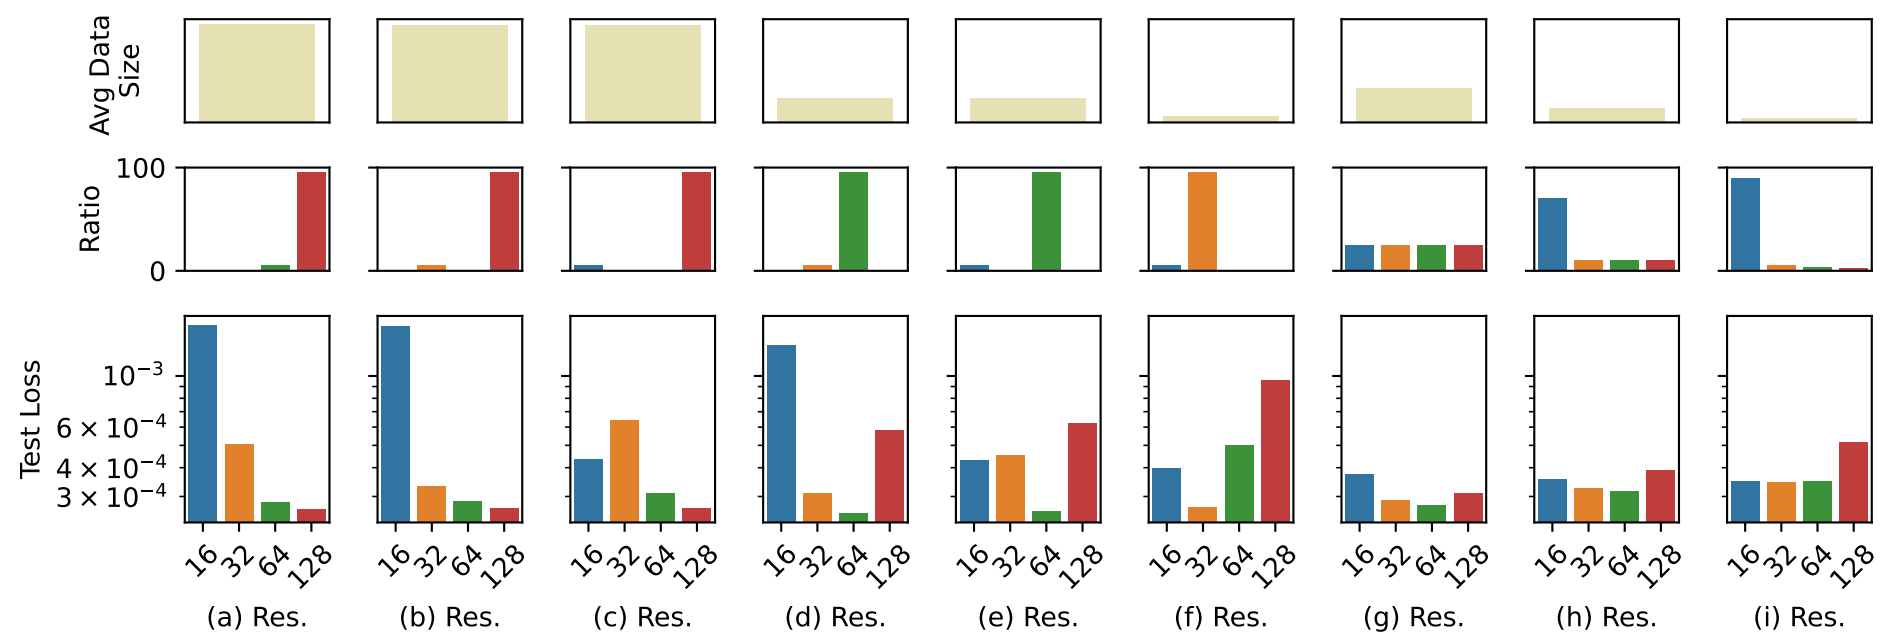 Avg Data
Size
100
0
Ratio
10⁻³
6 × 10⁻⁴
4 × 10⁻⁴
3 × 10⁻⁴
Test Loss
16 32 64 128 16 32 64 128 16 32 64 128 16 32 64 128 16 32 64 128 16 32 64 128 16 32 64 128 16 32 64 128 16 32 64 128
(a) Res. (b) Res. (c) Res. (d) Res. (e) Res. (f) Res. (g) Res. (h) Res. (i) Res.